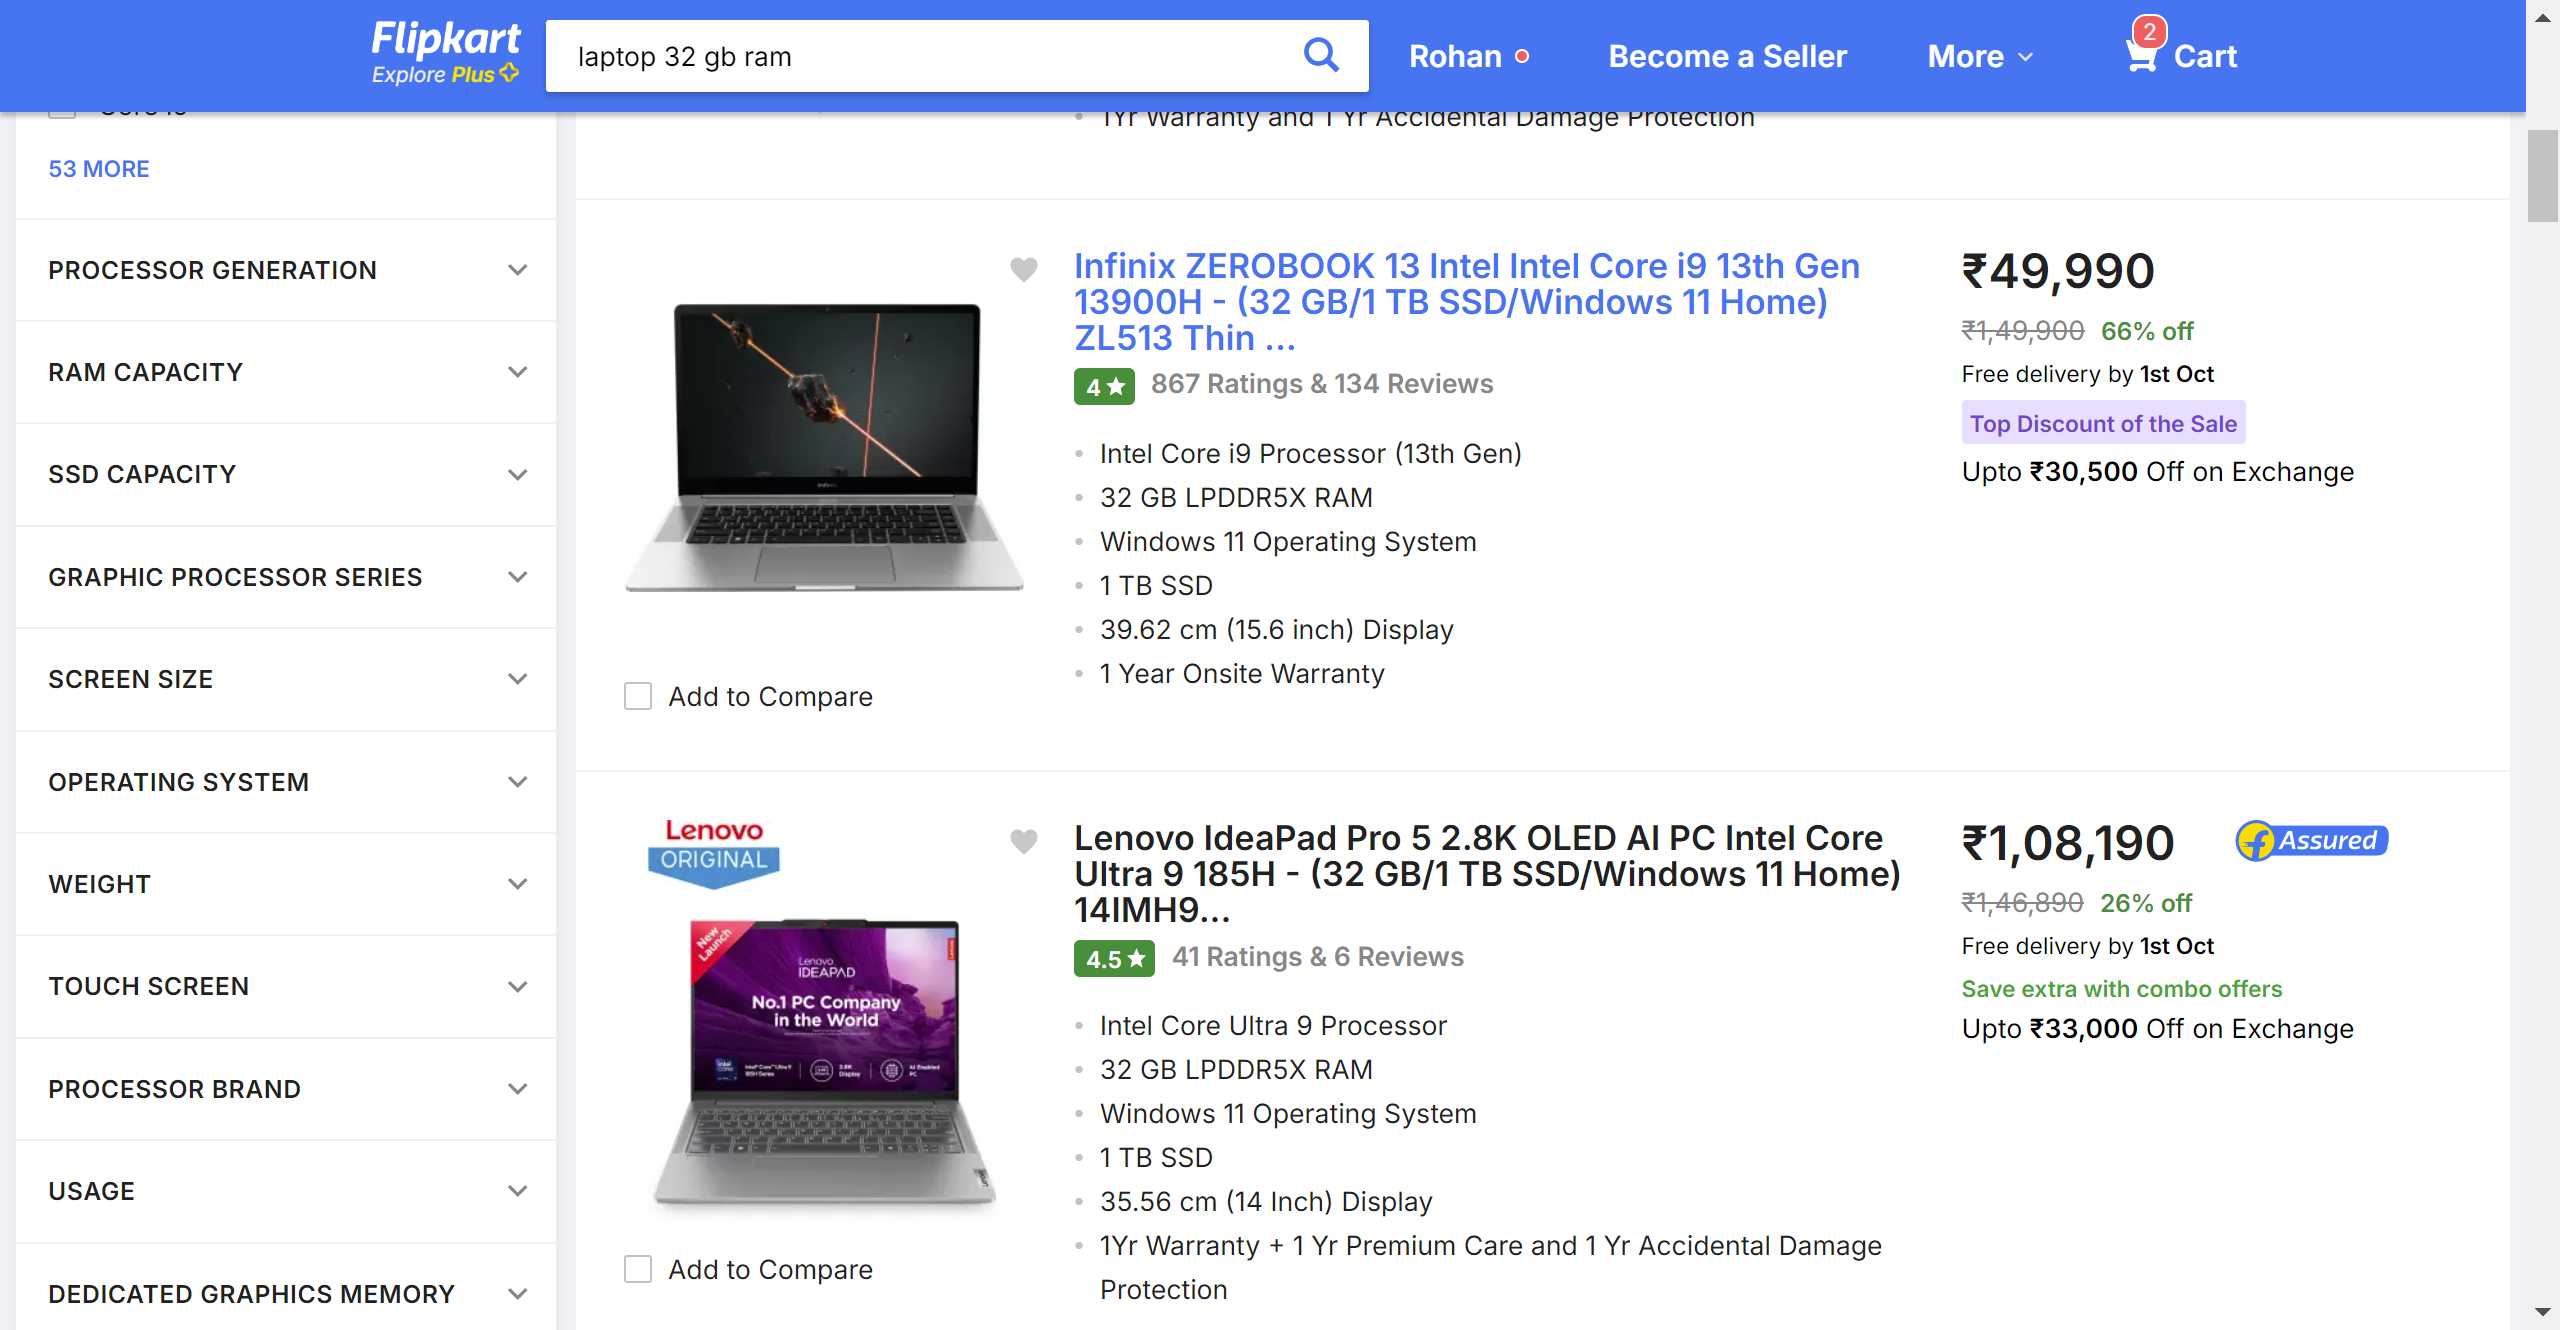 Flipkart
Explore Plus
laptop 32 gb ram
Rohan
Become a Seller
More
2
Cart
53 MORE
PROCESSOR GENERATION
RAM CAPACITY
SSD CAPACITY
GRAPHIC PROCESSOR SERIES
SCREEN SIZE
OPERATING SYSTEM
WEIGHT
TOUCH SCREEN
PROCESSOR BRAND
USAGE
DEDICATED GRAPHICS MEMORY
1Yr Warranty and 1 Yr Accidental Damage Protection
Infinix ZEROBOOK 13 Intel Intel Core i9 13th Gen
13900H - (32 GB/1 TB SSD/Windows 11 Home)
ZL513 Thin ...
4★ 867 Ratings & 134 Reviews
Intel Core i9 Processor (13th Gen)
32 GB LPDDR5X RAM
Windows 11 Operating System
1 TB SSD
39.62 cm (15.6 inch) Display
1 Year Onsite Warranty
Add to Compare
₹49,990
₹1,49,900 66% off
Free delivery by 1st Oct
Top Discount of the Sale
Upto ₹30,500 Off on Exchange
Lenovo
ORIGINAL
New
Launch
Lenovo
IDEAPAD
No.1 PC Company
in the World
Lenovo IdeaPad Pro 5 2.8K OLED AI PC Intel Core
Ultra 9 185H - (32 GB/1 TB SSD/Windows 11 Home)
14IMH9...
4.5★ 41 Ratings & 6 Reviews
Intel Core Ultra 9 Processor
32 GB LPDDR5X RAM
Windows 11 Operating System
1 TB SSD
35.56 cm (14 Inch) Display
1Yr Warranty + 1 Yr Premium Care and 1 Yr Accidental Damage
Protection
Add to Compare
₹1,08,190
Assured
₹1,46,890 26% off
Free delivery by 1st Oct
Save extra with combo offers
Upto ₹33,000 Off on Exchange